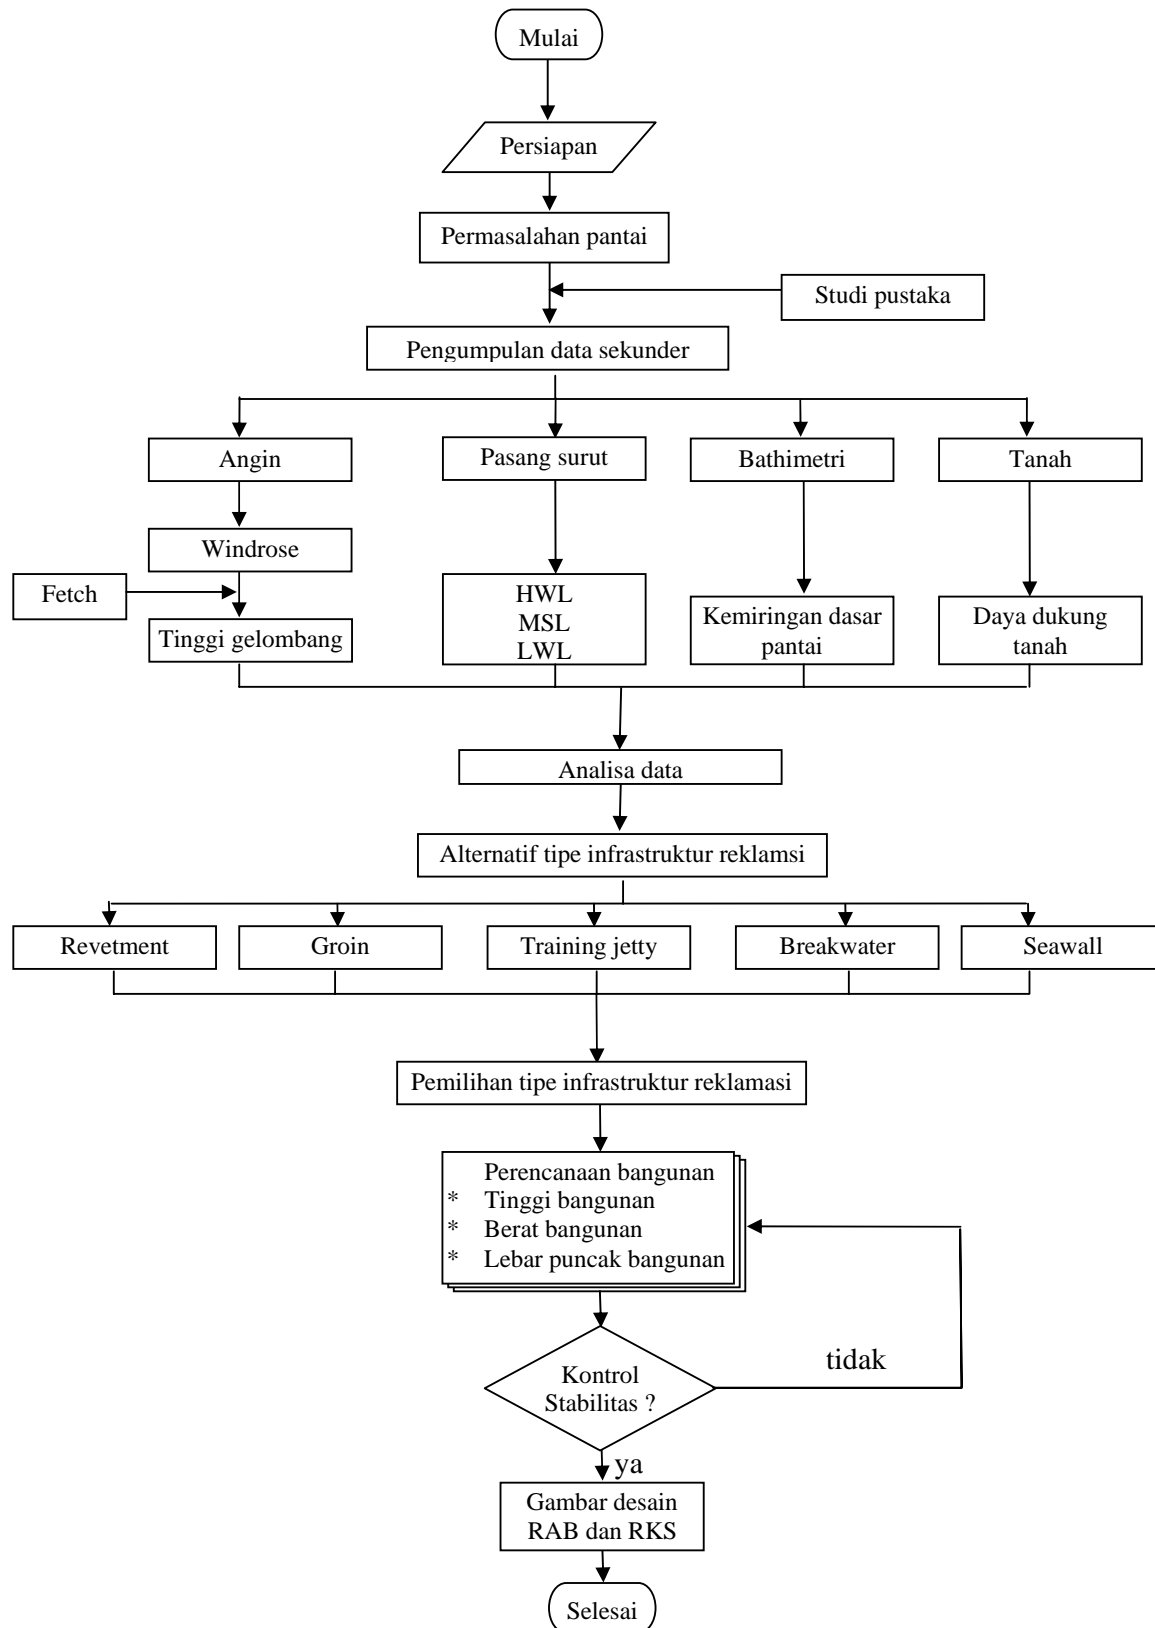 Mulai
Persiapan
Permasalahan pantai
Studi pustaka
Pengumpulan data sekunder
Angin
Pasang surut
Bathimetri
Tanah
Windrose
Fetch
Tinggi gelombang
HWL
MSL
LWL
Kemiringan dasar
pantai
Daya dukung
tanah
Analisa data
Alternatif tipe infrastruktur reklamsi
Revetment
Groin
Training jetty
Breakwater
Seawall
Pemilihan tipe infrastruktur reklamasi
Perencanaan bangunan
* Tinggi bangunan
* Berat bangunan
* Lebar puncak bangunan
Kontrol
Stabilitas ?
tidak
ya
Gambar desain
RAB dan RKS
Selesai